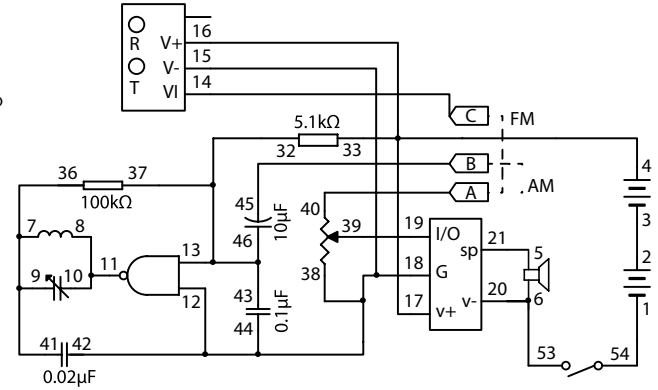 R
T
V+ 16
V- 15
VI 14
C FM
5.1kΩ
32 33
B
A AM
36 37
100kΩ
45
46
10µF
40
39
38
7 8
9 10
11
13
12
43
44
0.1µF
19 I/O
18 G
17 v+
sp 21
v- 20
5
6
4
3
2
1
41 42
0.02µF
53 54